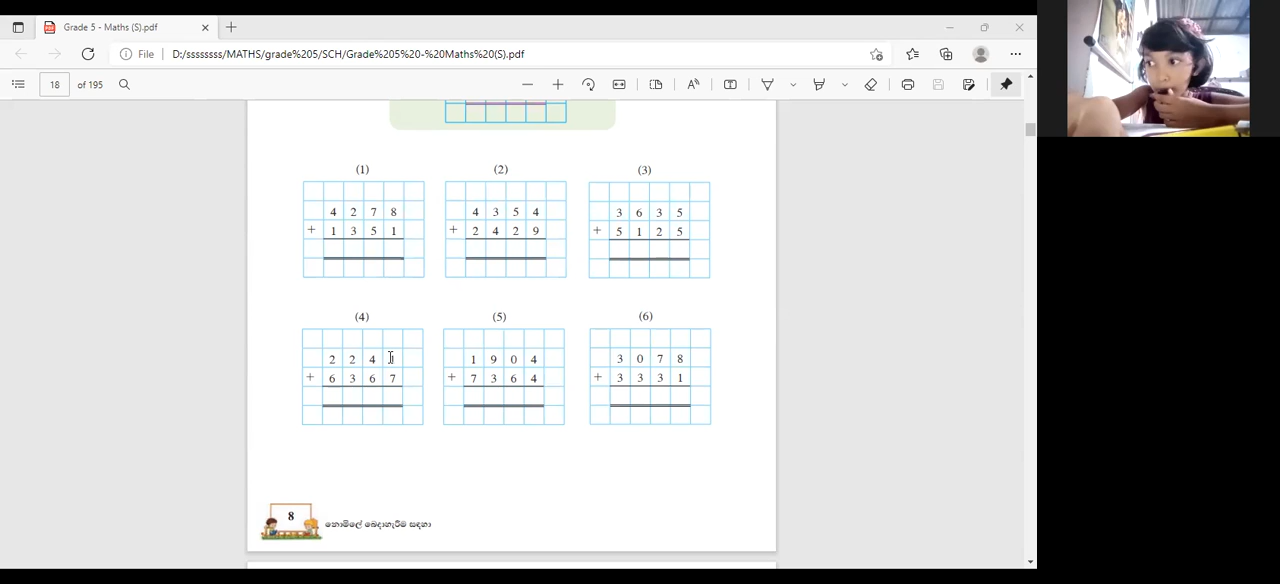 Grade 5 - Maths (S).pdf
File D:/ssssssss/MATHS/grade%205/SCH/Grade%205%20-%20Maths%20(S).pdf
18 of 195
(1) (2) (3)
4 2 7 8 4 3 5 4 3 6 3 5
+ 1 3 5 1 + 2 4 2 9 + 5 1 2 5
(4) (5) (6)
2 2 4 1 1 9 0 4 3 0 7 8
+ 6 3 6 7 + 7 3 6 4 + 3 3 3 1
8 නොමිලේ බෙදාහැරීම සඳහා